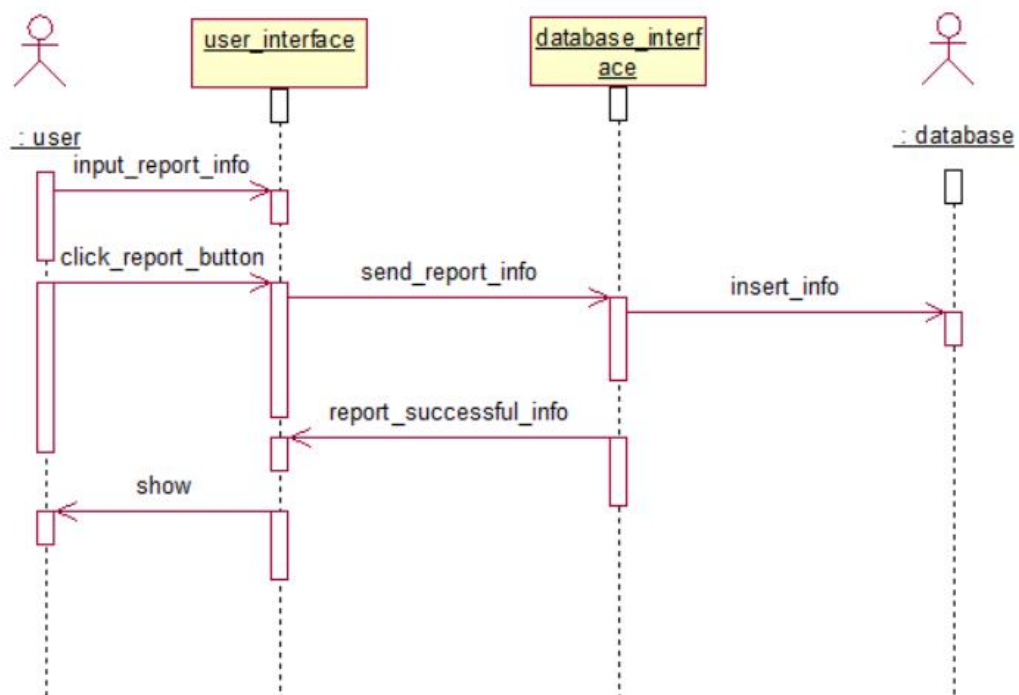 user_interface
database_interf
ace
: user
: database
input_report_info
click_report_button
send_report_info
insert_info
report_successful_info
show